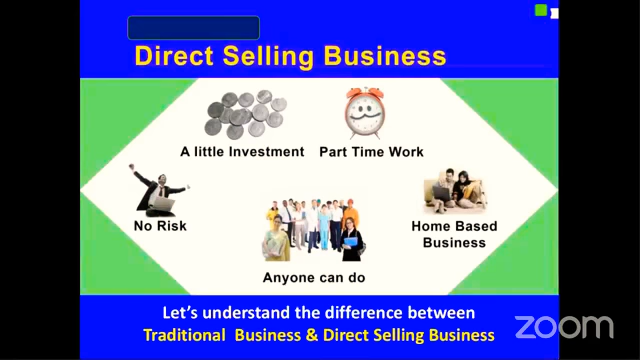 Direct Selling Business
A little Investment
Part Time Work
No Risk
Home Based
Business
Anyone can do
Let's understand the difference between
Traditional Business & Direct Selling Business
zoom